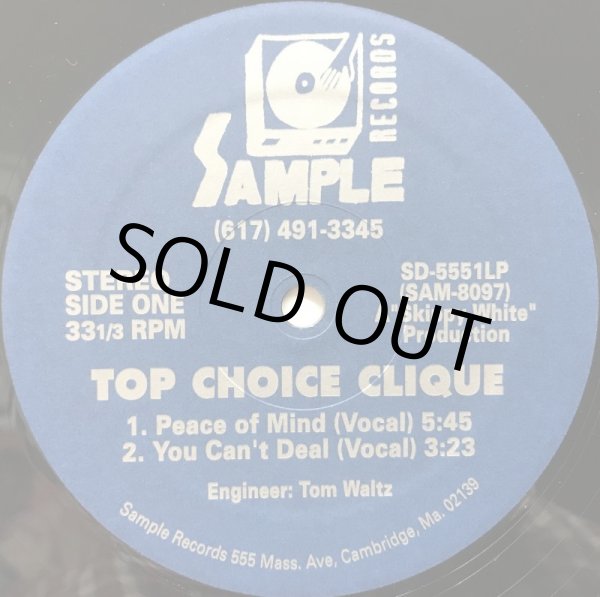 RECORDS
SAMPLE
(617) 491-3345
STEREO
SIDE ONE
33 1/3 RPM
SD-5551LP
(SAM-8097)
A "Skippy White"
Production
SOLD OUT
TOP CHOICE CLIQUE
1. Peace of Mind (Vocal) 5:45
2. You Can't Deal (Vocal) 3:23
Engineer: Tom Waltz
Sample Records 555 Mass. Ave, Cambridge, Ma. 02139